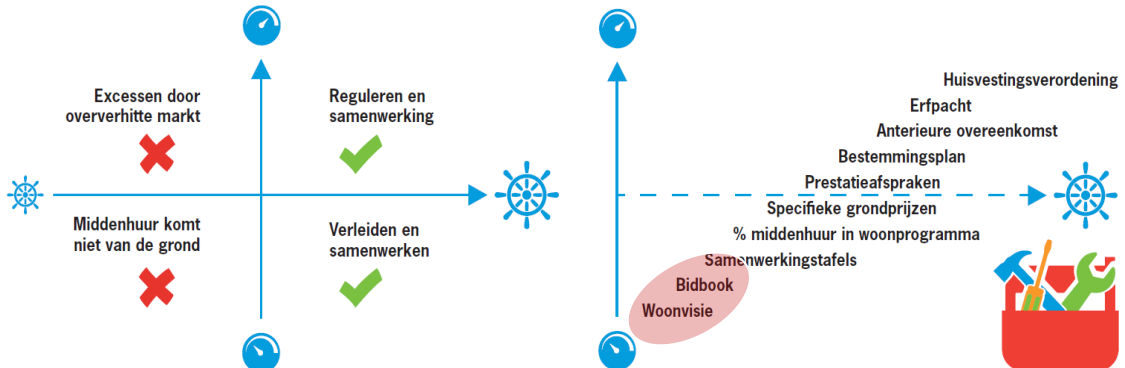 Excessen door
oververhitte markt
Reguleren en
samenwerking
Middenhuur komt
niet van de grond
Verleiden en
samenwerken
Huisvestingsverordening
Erfpacht
Anterieure overeenkomst
Bestemmingsplan
Prestatieafspraken
Specifieke grondprijzen
% middenhuur in woonprogramma
Samenwerkingstafels
Bidbook
Woonvisie